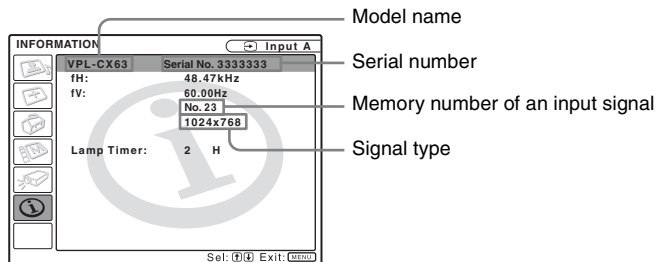 Model name
INFORMATION
Input A
VPL-CX63 Serial No. 3333333
Serial number
fH: 48.47kHz
fV: 60.00Hz
No. 23
Memory number of an input signal
1024x768
Lamp Timer: 2 H
Signal type
Sel: Exit: MENU